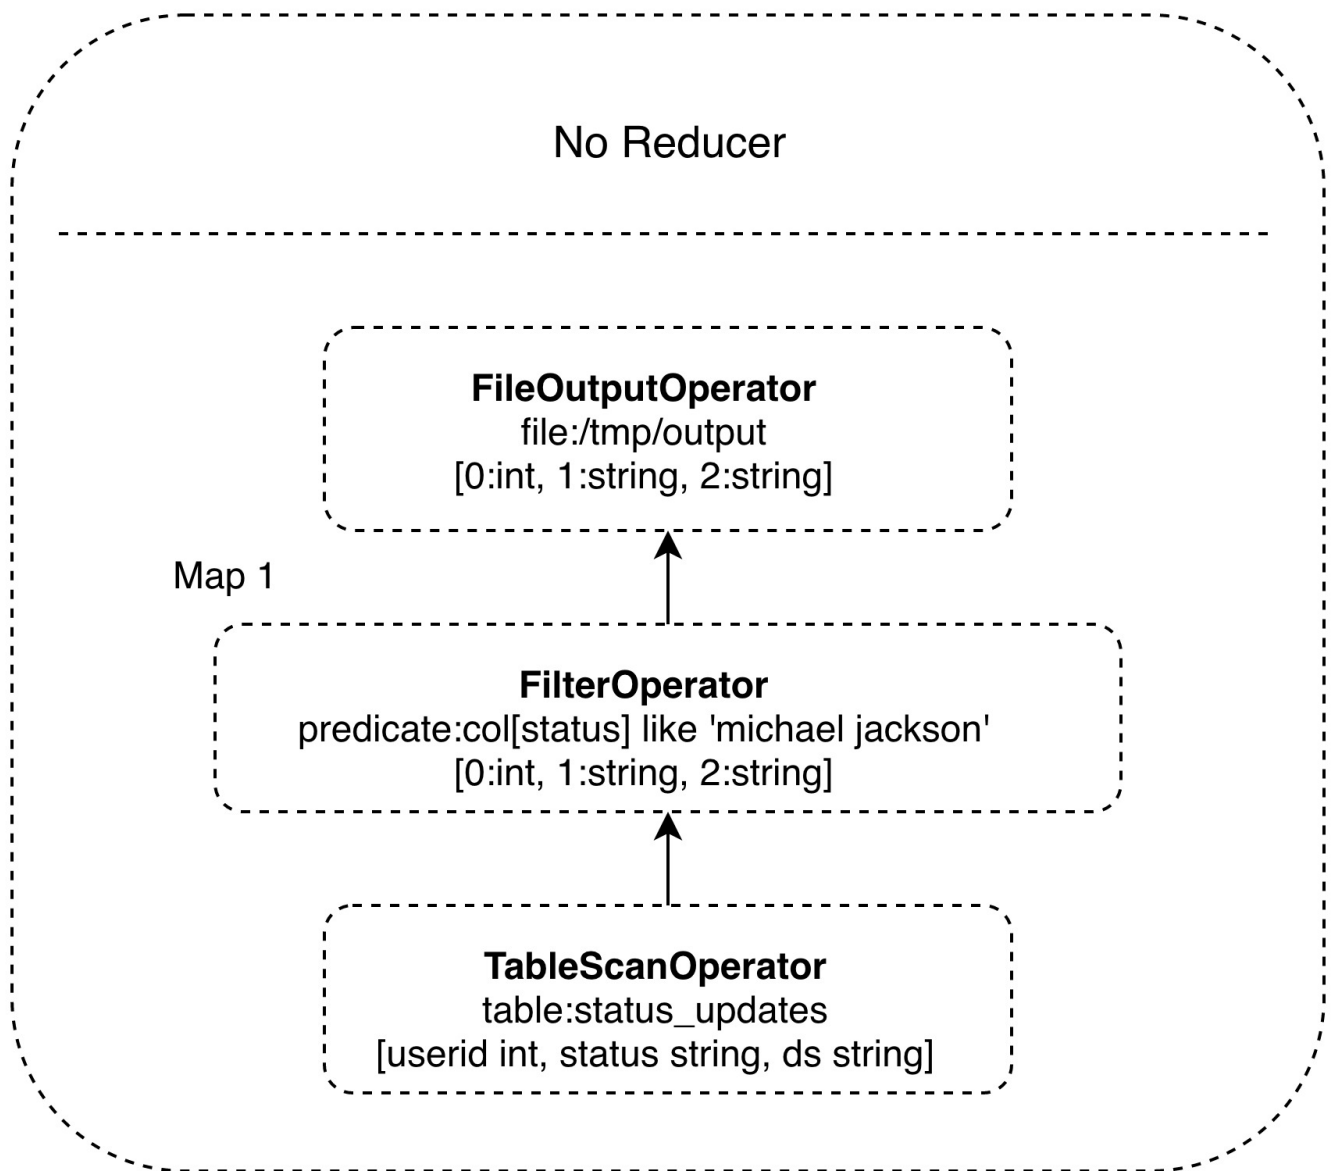 No Reducer
FileOutputOperator
file:/tmp/output
[0:int, 1:string, 2:string]
Map 1
FilterOperator
predicate:col[status] like 'michael jackson'
[0:int, 1:string, 2:string]
TableScanOperator
table:status_updates
[userid int, status string, ds string]